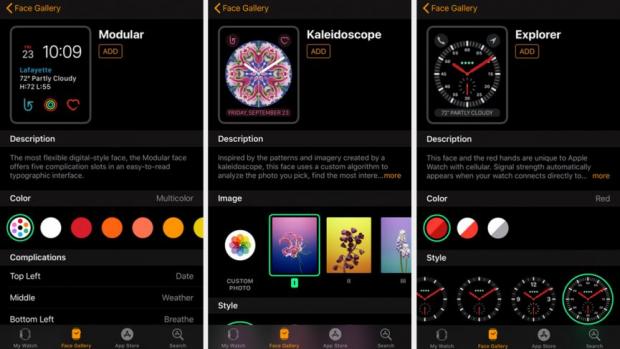 Face Gallery
Modular
ADD
FRI
23
10:09
Lafayette
72° Partly Cloudy
H:72 L:55
Description
The most flexible digital-style face, the Modular face
offers five complication slots in an easy-to-read
typographic interface.
Color
Multicolor
Complications
Top Left
Date
Middle
Weather
Bottom Left
Breathe
My Watch
Face Gallery
App Store
Search
Face Gallery
Kaleidoscope
ADD
FRIDAY, SEPTEMBER 23
Description
Inspired by the patterns and imagery created by a
kaleidoscope, this face uses a custom algorithm to
analyze the photo you pick, find the most intere... more
Image
CUSTOM
PHOTO
I
II
III
Style
My Watch
Face Gallery
App Store
Search
Face Gallery
Explorer
ADD
72° PARTLY CLOUDY
Description
This face and the red hands are unique to Apple
Watch with cellular. Signal strength automatically
appears when your watch connects directly to... more
Color
Red
Style
My Watch
Face Gallery
App Store
Search